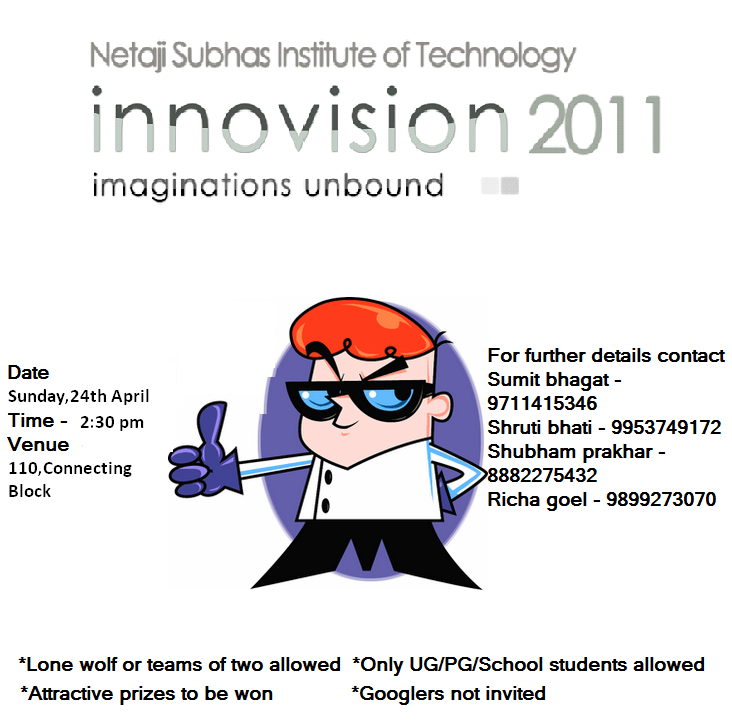 Netaji Subhas Institute of Technology
innovision 2011
imaginations unbound
Date
Sunday,24th April
Time - 2:30 pm
Venue
110,Connecting
Block
For further details contact
Sumit bhagat -
9711415346
Shruti bhati - 9953749172
Shubham prakhar -
8882275432
Richa goel - 9899273070
*Lone wolf or teams of two allowed *Only UG/PG/School students allowed
*Attractive prizes to be won *Googlers not invited